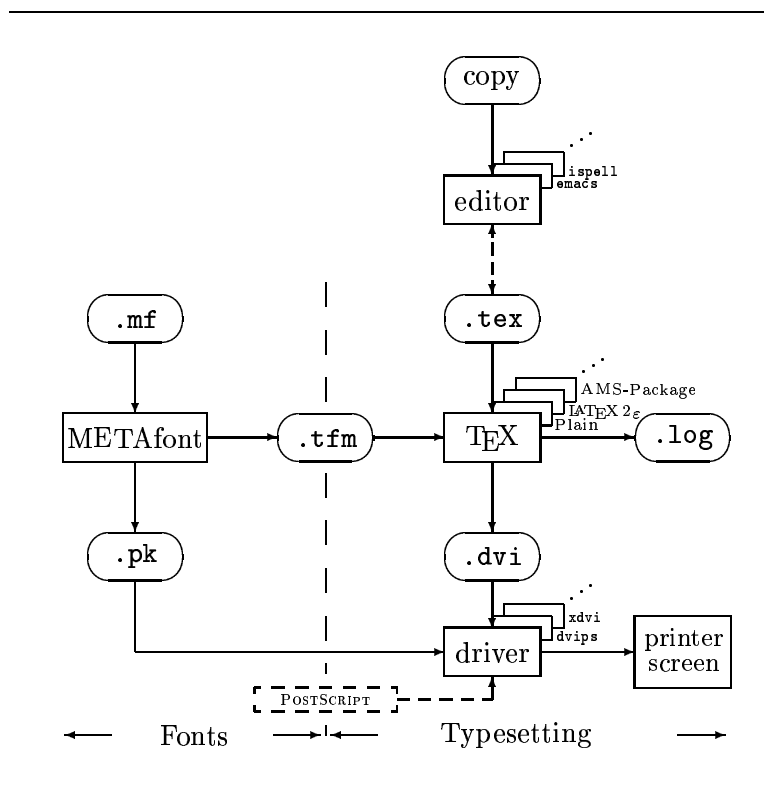 copy
ispell
emacs
editor
.mf
.tex
AMS-Package
LATEX 2ε
Plain
METAfont
.tfm
TEX
.log
.pk
.dvi
xdvi
dvips
driver
printer
screen
POSTSCRIPT
Fonts
Typesetting